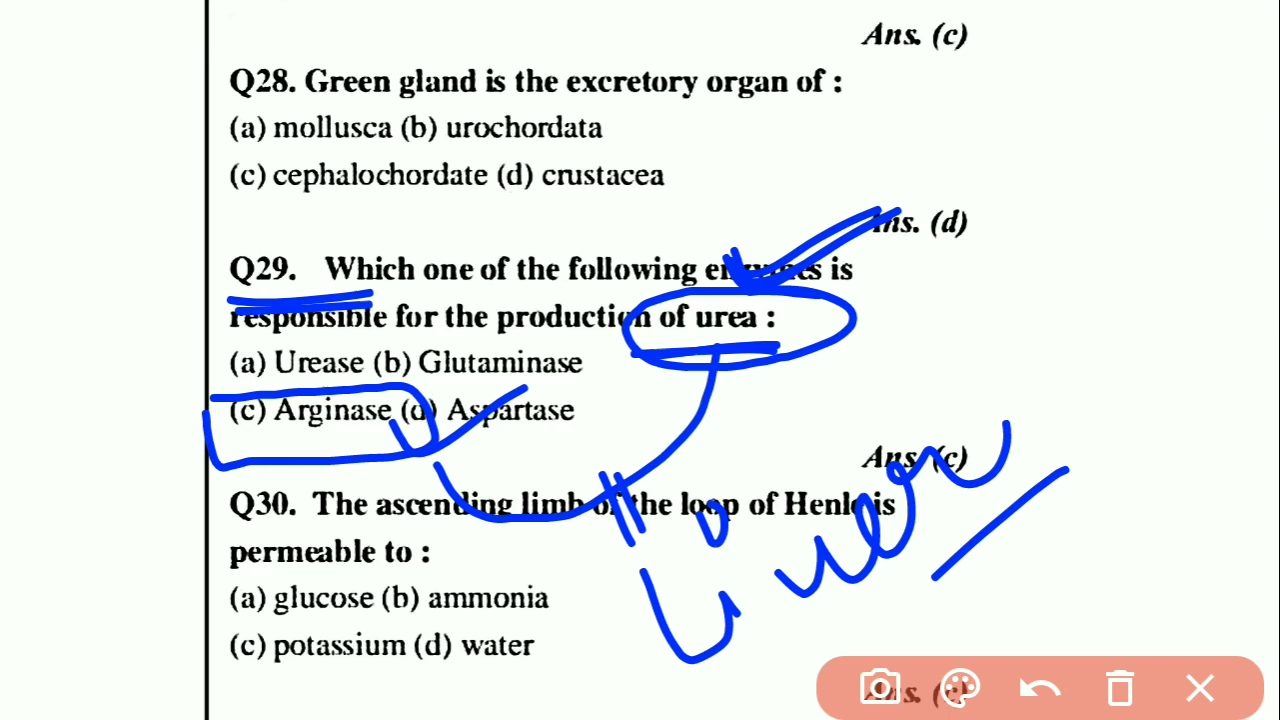 Ans. (c)
Q28. Green gland is the excretory organ of :
(a) mollusca (b) urochordata
(c) cephalochordate (d) crustacea
Ans. (d)
Q29. Which one of the following enzymes is
responsible for the production of urea :
(a) Urease (b) Glutaminase
(c) Arginase (d) Aspartase
Ans. (c)
Q30. The ascending limb of the loop of Henle is
permeable to :
(a) glucose (b) ammonia
(c) potassium (d) water
Liver
Ans. (c)